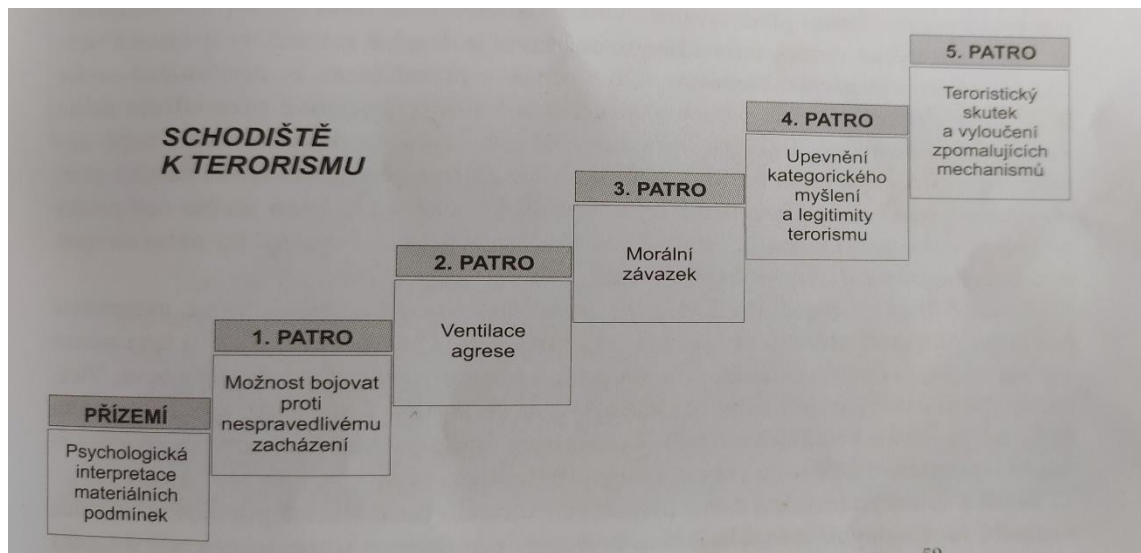 SCHODIŠTĚ
K TERORISMU
PŘÍZEMÍ
Psychologická
interpretace
materiálních
podmínek
1. PATRO
Možnost bojovat
proti
nespravedlivému
zacházení
2. PATRO
Ventilace
agrese
3. PATRO
Morální
závazek
4. PATRO
Upevnění
kategorického
myšlení
a legitimity
terorismu
5. PATRO
Teroristický
skutek
a vyloučení
zpomalujících
mechanismů